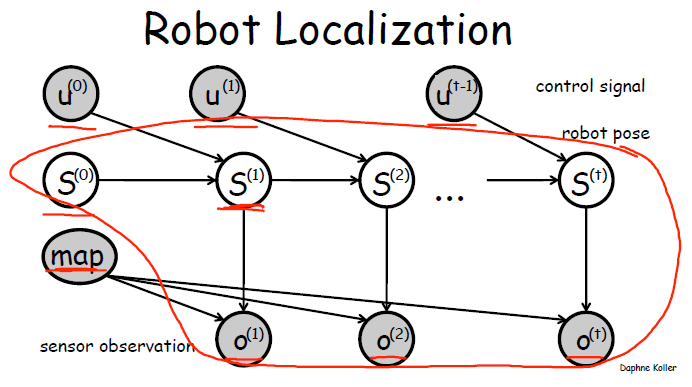 Robot Localization
u(0) u(1) u(t-1) control signal
robot pose
S(0) S(1) S(2) ... S(t)
map
sensor observation o(1) o(2) o(t)
Daphne Koller